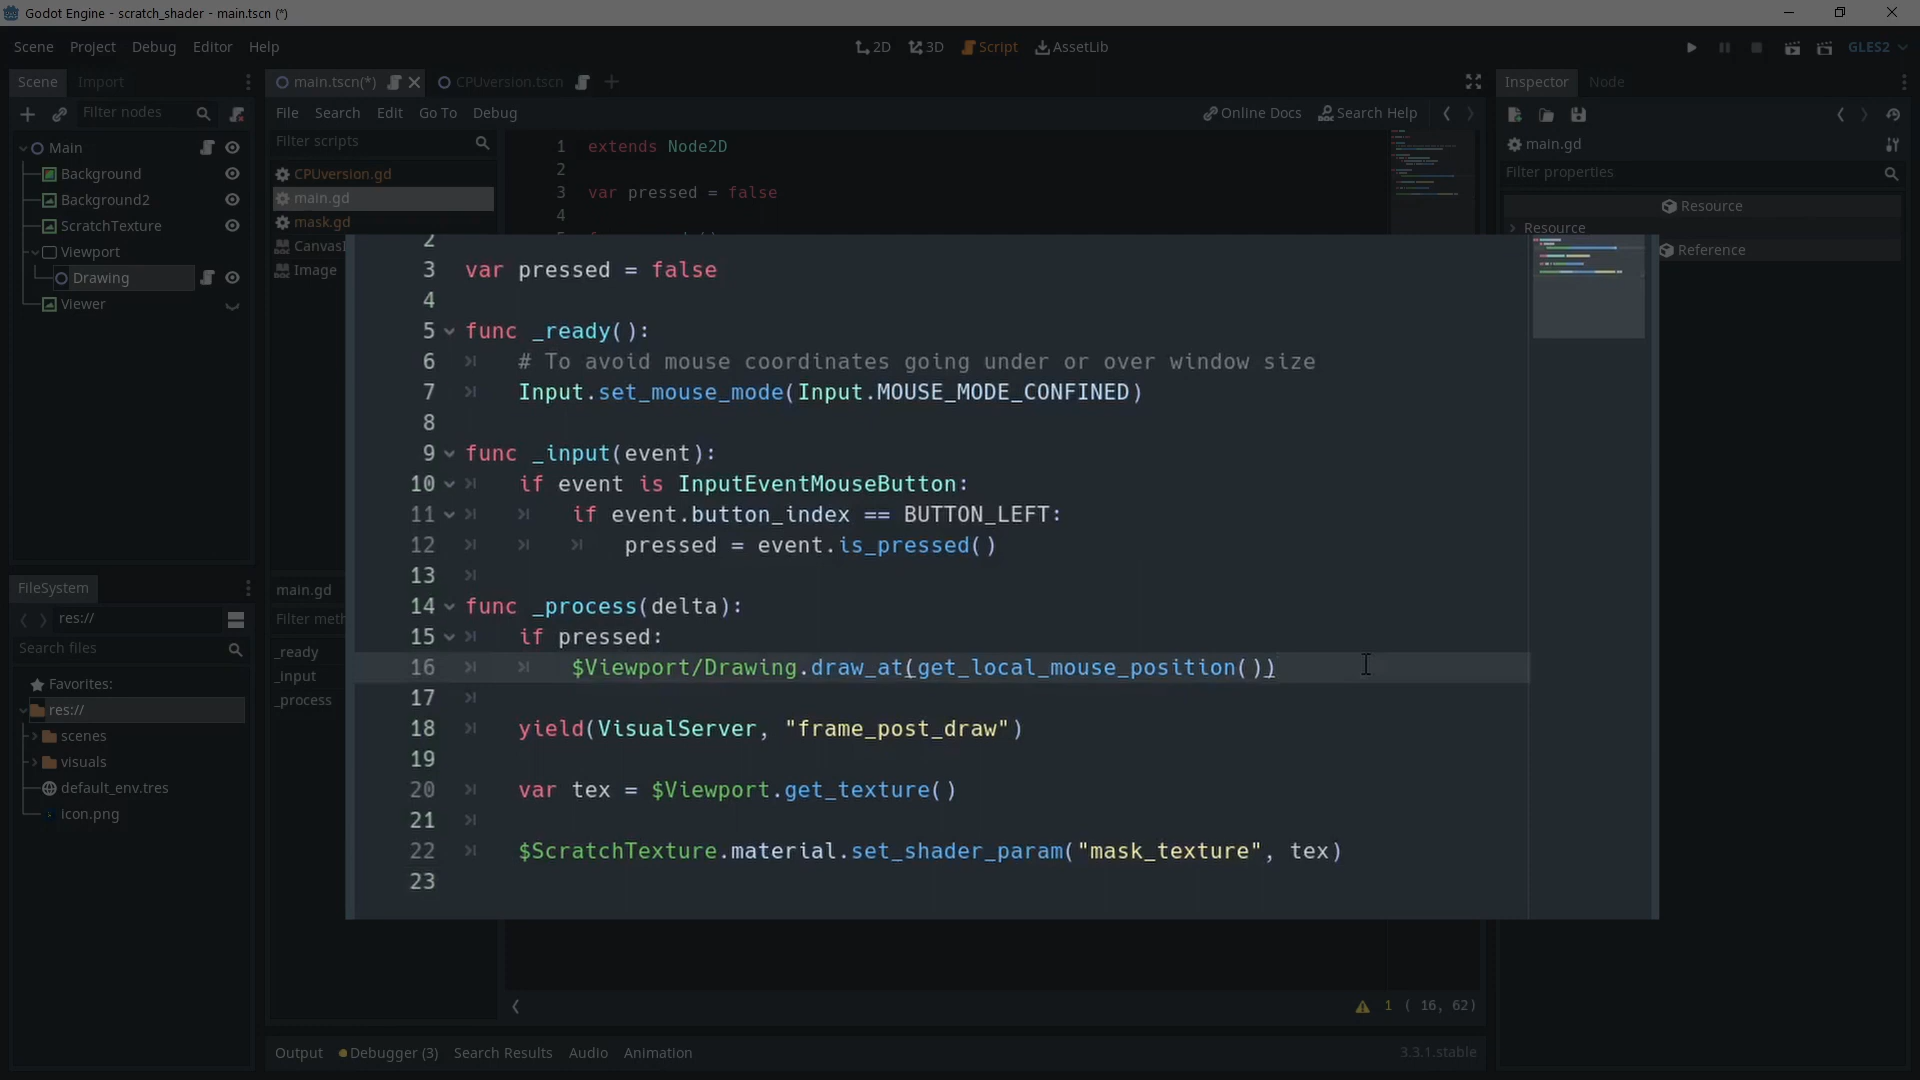 Godot Engine - scratch_shader - main.tscn (*)
Scene Project Debug Editor Help
2D 3D Script AssetLib
GLES2
Scene Import
main.tscn(*) CPUversion.tscn
Inspector Node
Filter nodes
File Search Edit Go To Debug
Online Docs Search Help
Filter scripts
main.gd
Filter properties
Resource
Resource
Reference
Main
Background
Background2
ScratchTexture
Viewport
Drawing
Viewer
CPUversion.gd
main.gd
mask.gd
Image
1 extends Node2D
2
3 var pressed = false
4
2
3 var pressed = false
4
5 func _ready():
6 # To avoid mouse coordinates going under or over window size
7 Input.set_mouse_mode(Input.MOUSE_MODE_CONFINED)
8
9 func _input(event):
10 if event is InputEventMouseButton:
11 if event.button_index == BUTTON_LEFT:
12 pressed = event.is_pressed()
13
14 func _process(delta):
15 if pressed:
16 $Viewport/Drawing.draw_at(get_local_mouse_position())
17
18 yield(VisualServer, "frame_post_draw")
19
20 var tex = $Viewport.get_texture()
21
22 $ScratchTexture.material.set_shader_param("mask_texture", tex)
23
FileSystem
res://
Search files
Favorites:
res://
scenes
visuals
default_env.tres
icon.png
main.gd
Filter
_ready
_input
_process
1 ( 16, 62)
Output Debugger (3) Search Results Audio Animation
3.3.1.stable